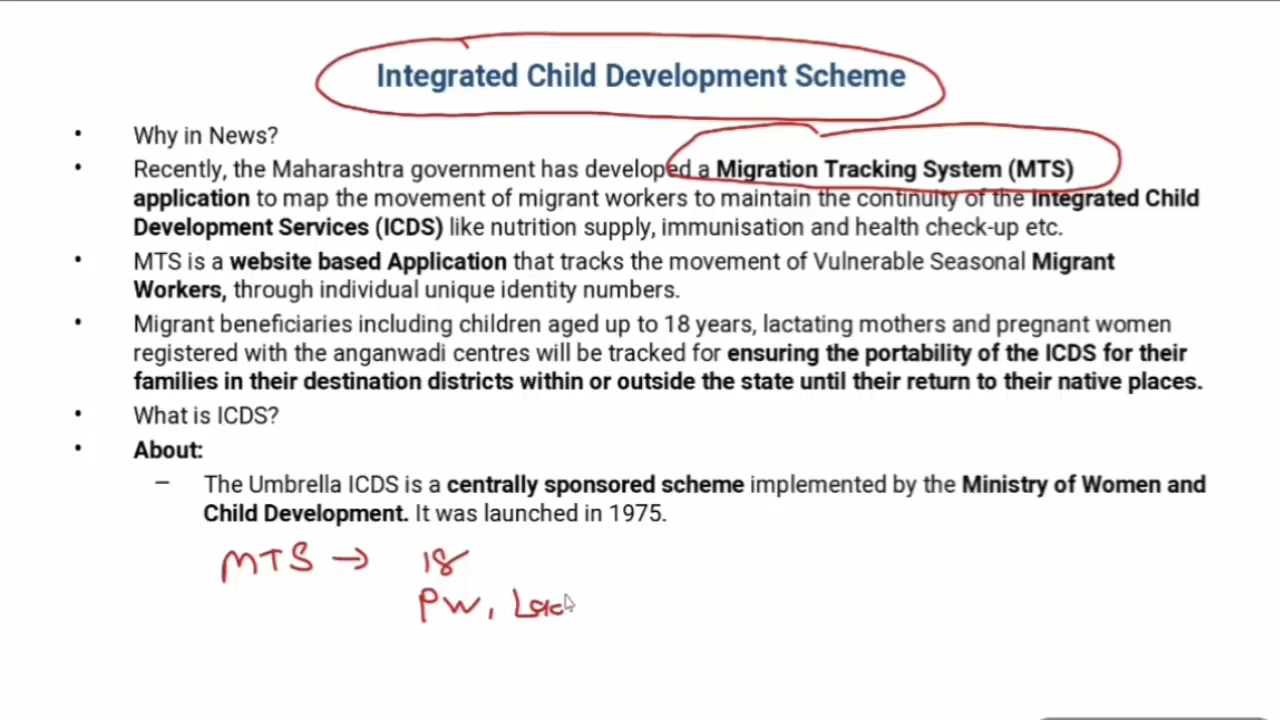 Integrated Child Development Scheme
• Why in News?
• Recently, the Maharashtra government has developed a Migration Tracking System (MTS)
application to map the movement of migrant workers to maintain the continuity of the Integrated Child
Development Services (ICDS) like nutrition supply, immunisation and health check-up etc.
• MTS is a website based Application that tracks the movement of Vulnerable Seasonal Migrant
Workers, through individual unique identity numbers.
• Migrant beneficiaries including children aged up to 18 years, lactating mothers and pregnant women
registered with the anganwadi centres will be tracked for ensuring the portability of the ICDS for their
families in their destination districts within or outside the state until their return to their native places.
• What is ICDS?
• About:
– The Umbrella ICDS is a centrally sponsored scheme implemented by the Ministry of Women and
Child Development. It was launched in 1975.
MTS → 18
PW, Lac